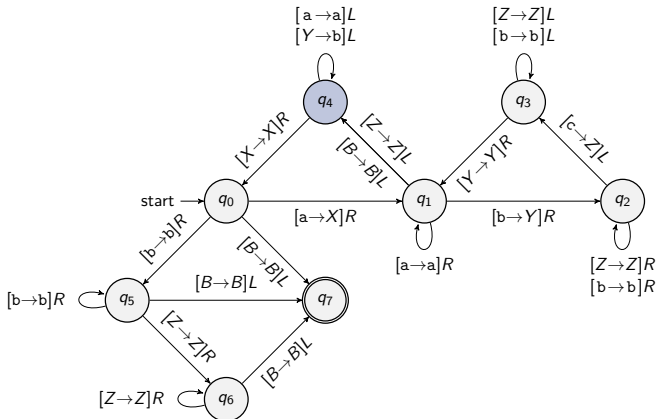 [a→a]L
[Y→b]L
[Z→Z]L
[b→b]L
q4
q3
[X→X]R
[Z→Z]L
[B→B]L
[Y→Y]R
[c→Z]L
start
q0
[a→X]R
q1
[b→Y]R
q2
[b→b]R
[B→B]L
[a→a]R
[Z→Z]R
[b→b]R
[b→b]R
q5
[B→B]L
q7
[Z→Z]R
[B→B]L
[Z→Z]R
q6